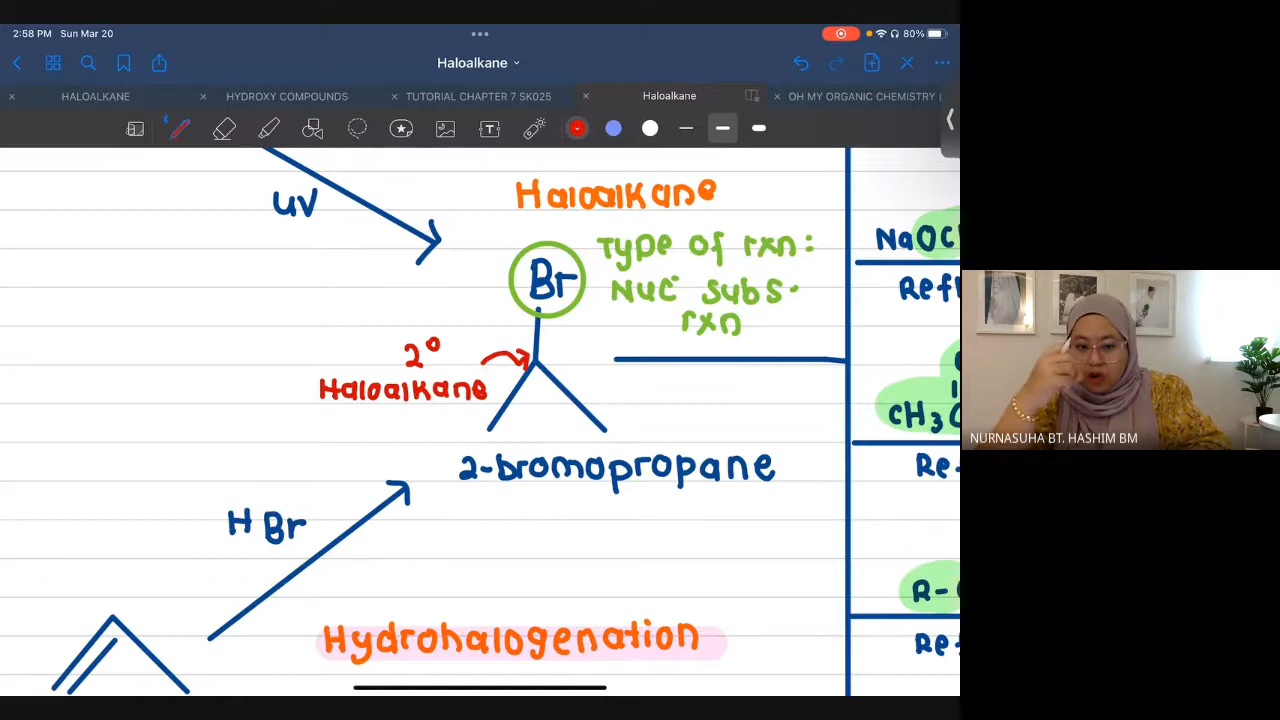 2:58 PM Sun Mar 20
80%
Haloalkane
HALOALKANE
HYDROXY COMPOUNDS
TUTORIAL CHAPTER 7 SK025
Haloalkane
OH MY ORGANIC CHEMISTRY (
UV
Haloalkane
Br
Type of rxn:
Nuc⁻ subs.
rxn
2°
Haloalkane
2-bromopropane
HBr
Hydrohalogenation
NaOC
Refl
CH3C
Re-
R-
Ref
NURNASUHA BT. HASHIM BM